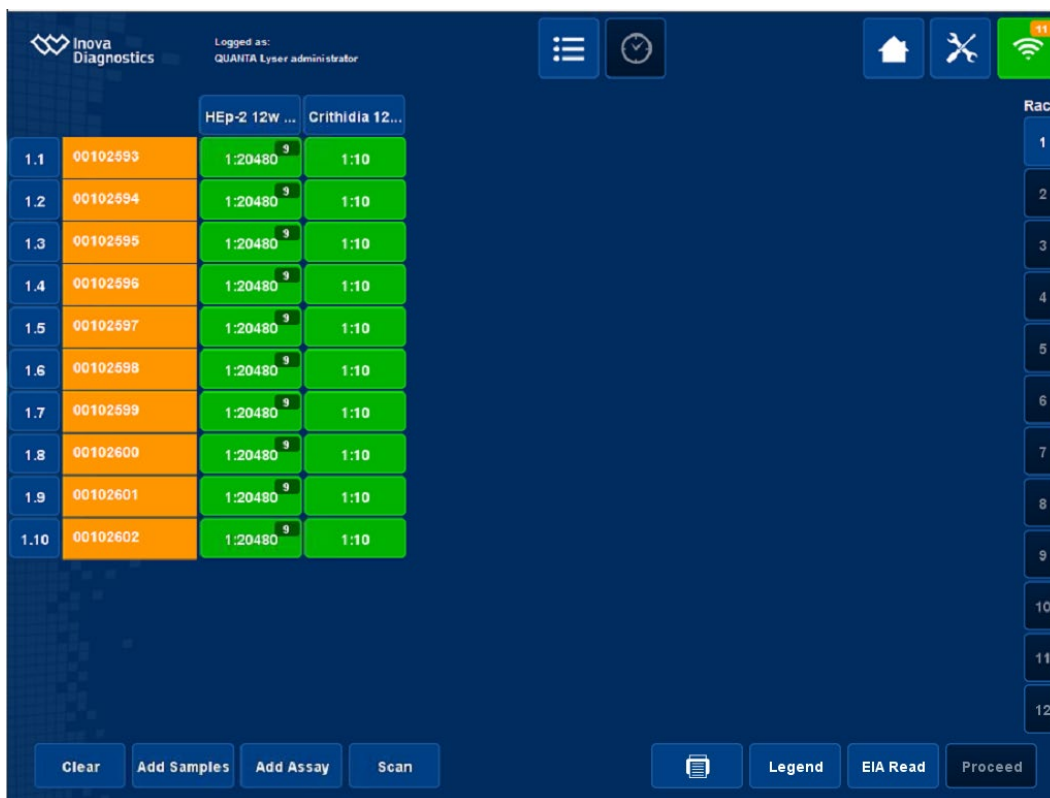 Inova
Diagnostics
Logged as:
QUANTA Lyser administrator
11
HEp-2 12w ... Crithidia 12...
1.1 00102593 1:20480 9 1:10
1.2 00102594 1:20480 9 1:10
1.3 00102595 1:20480 9 1:10
1.4 00102596 1:20480 9 1:10
1.5 00102597 1:20480 9 1:10
1.6 00102598 1:20480 9 1:10
1.7 00102599 1:20480 9 1:10
1.8 00102600 1:20480 9 1:10
1.9 00102601 1:20480 9 1:10
1.10 00102602 1:20480 9 1:10
Rac
1
2
3
4
5
6
7
8
9
10
11
12
Clear Add Samples Add Assay Scan Legend EIA Read Proceed